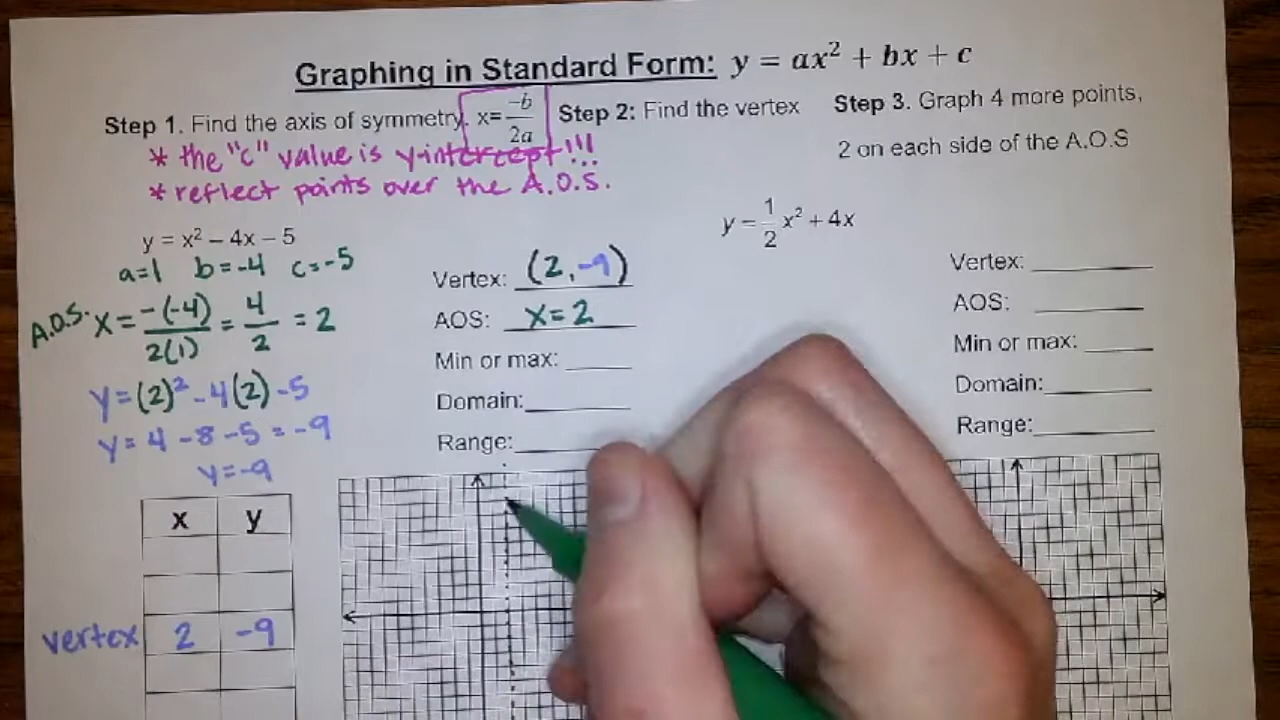 Graphing in Standard Form: y = ax² + bx + c
Step 1. Find the axis of symmetry. x= -b/2a
* the "c" value is y-intercept!!!
* reflect points over the A.O.S.
Step 2: Find the vertex
Step 3. Graph 4 more points,
2 on each side of the A.O.S
y = x² – 4x – 5
a=1 b=-4 c=-5
A.O.S. x = -(-4)/2(1) = 4/2 = 2
y=(2)²-4(2)-5
y=4-8-5=-9
y=-9
Vertex: (2,-9)
AOS: x=2
Min or max:
Domain:
Range:
x y
vertex 2 -9
y = 1/2 x² + 4x
Vertex:
AOS:
Min or max:
Domain:
Range: